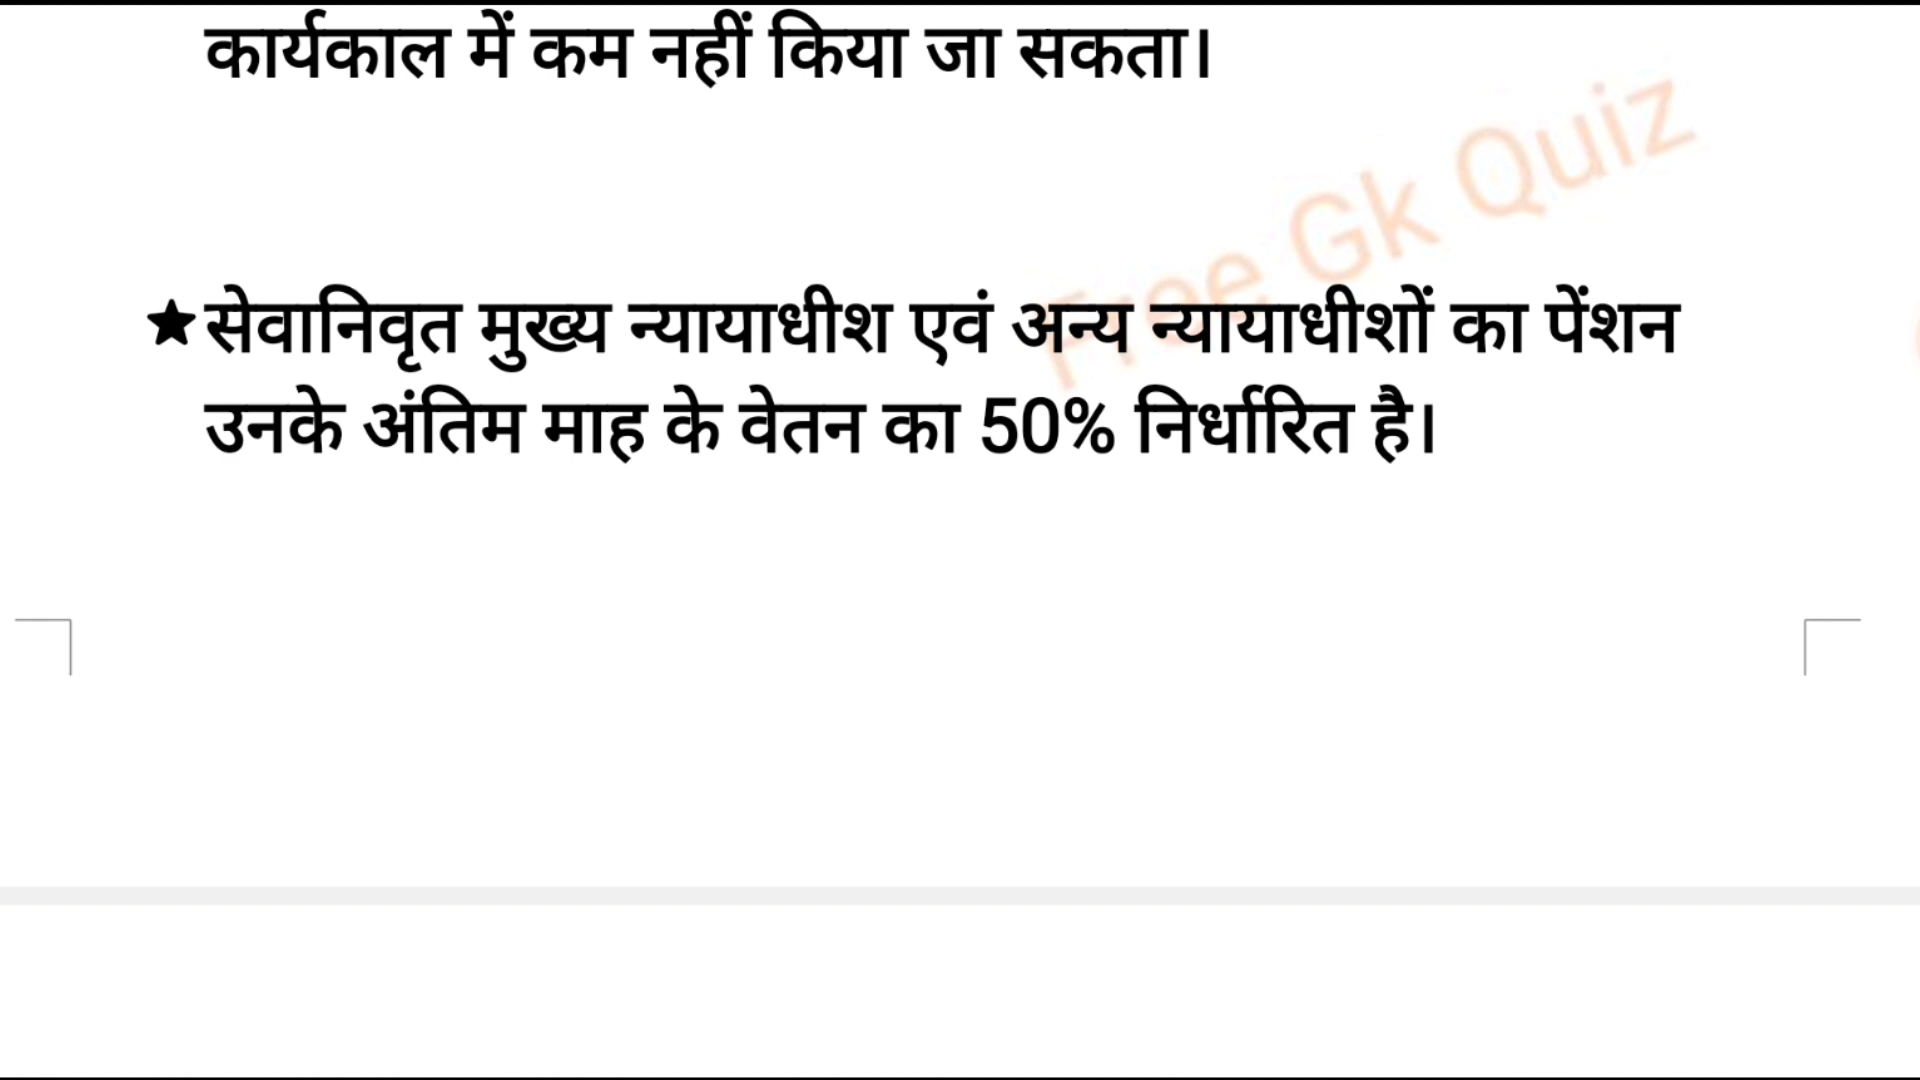 कार्यकाल में कम नहीं किया जा सकता।
Free Gk Quiz
★सेवानिवृत मुख्य न्यायाधीश एवं अन्य न्यायाधीशों का पेंशन
उनके अंतिम माह के वेतन का 50% निर्धारित है।